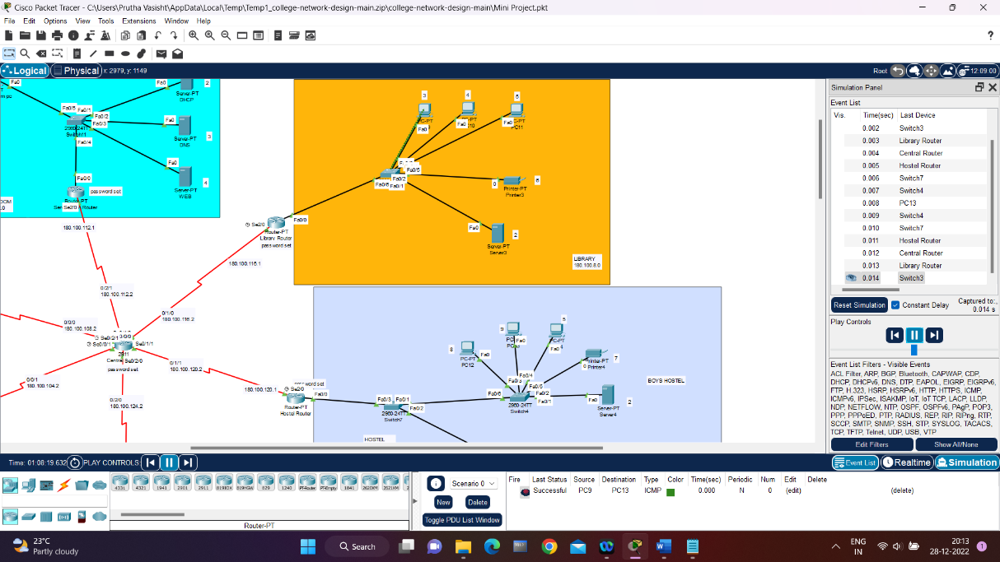 Cisco Packet Tracer - C:\Users\Prutha Vasisht\AppData\Local\Temp\Temp1_college-network-design-main.zip\college-network-design-main\Mini Project.pkt
File Edit Options View Tools Extensions Window Help
Logical Physical x: 2979, y: 1149 Root 12:09:00
Fa0
Fa0
2
Server-PT
DHCP
Fa0/5 Fa0/1
Fa0/2
Fa0/3
2960-24TT
Switch11
Fa0/4
Fa0
Server-PT
DNS
3
Fa0
Server-PT
WEB
4
Fa0/0
password set
Router-PT
Se2/0
Router
180.100.112.1
3
4
5
Fa0
Fa0
Fa0
PC11
Fa0/5
Fa0/2
Fa0/6 Fa0/1
0
6
Printer-PT
Printer3
Fa0
2
Server-PT
Server3
LIBRARY
180.100.8.0
Se2/0
Fa0/0
Router-PT
Library Router
password set
180.100.116.1
0/2/1
180.100.112.2
0/1/0
180.100.116.2
0/0/0
180.100.108.2
Se0/2/1 0/0/0
Se0/0/1 Se0/1/1
2811
Central Se0/2/0
password set
0/0/1
180.100.104.2
0/1/1
180.100.120.2
0/2/0
180.100.124.2
180.100.120.1
Se2/0
Fa0/0
Router-PT
Hostel Router
Fa0/3 Fa0/1
Fa0/2
2960-24TT
Switch7
HOSTEL
8
PC-PT
PC12
Fa0
9
Fa0
5
PC-PT
Fa0
7
0
Printer4
Fa0/4
Fa0/3
Fa0/5
Fa0/6
Fa0/2
Fa0/1
2960-24TT
Switch4
Fa0
2
Server-PT
Server4
BOYS HOSTEL
Simulation Panel
Event List
Vis. Time(sec) Last Device
0.002 Switch3
0.003 Library Router
0.004 Central Router
0.005 Hostel Router
0.006 Switch7
0.007 Switch4
0.008 PC13
0.009 Switch4
0.010 Switch7
0.011 Hostel Router
0.012 Central Router
0.013 Library Router
0.014 Switch3
Reset Simulation Constant Delay Captured to:
0.014 s
Play Controls
Event List Filters - Visible Events
ACL Filter, ARP, BGP, Bluetooth, CAPWAP, CDP,
DHCP, DHCPv6, DNS, DTP, EAPOL, EIGRP, EIGRPv6,
FTP, H.323, HSRP, HSRPv6, HTTP, HTTPS, ICMP,
ICMPv6, IPSec, ISAKMP, IoT, IoT TCP, LACP, LLDP,
NDP, NETFLOW, NTP, OSPF, OSPFv6, PAgP, POP3,
PPP, PPPoED, PTP, RADIUS, REP, RIP, RIPng, RTP,
SCCP, SMTP, SNMP, SSH, STP, SYSLOG, TACACS,
TCP, TFTP, Telnet, UDP, USB, VTP
Edit Filters Show All/None
Time: 01:08:19.632 PLAY CONTROLS: Event List Realtime Simulation
4331 4321 1941 2901 2911 819IOX 819HGW 829 1240 PT-Router PT-Empty 1841 2620XM 2621XM
Router-PT
Scenario 0
New Delete
Toggle PDU List Window
Fire Last Status Source Destination Type Color Time(sec) Periodic Num Edit Delete
Successful PC9 PC13 ICMP 0.000 N 0 (edit) (delete)
23°C
Partly cloudy
Search
ENG
IN
20:13
28-12-2022
1